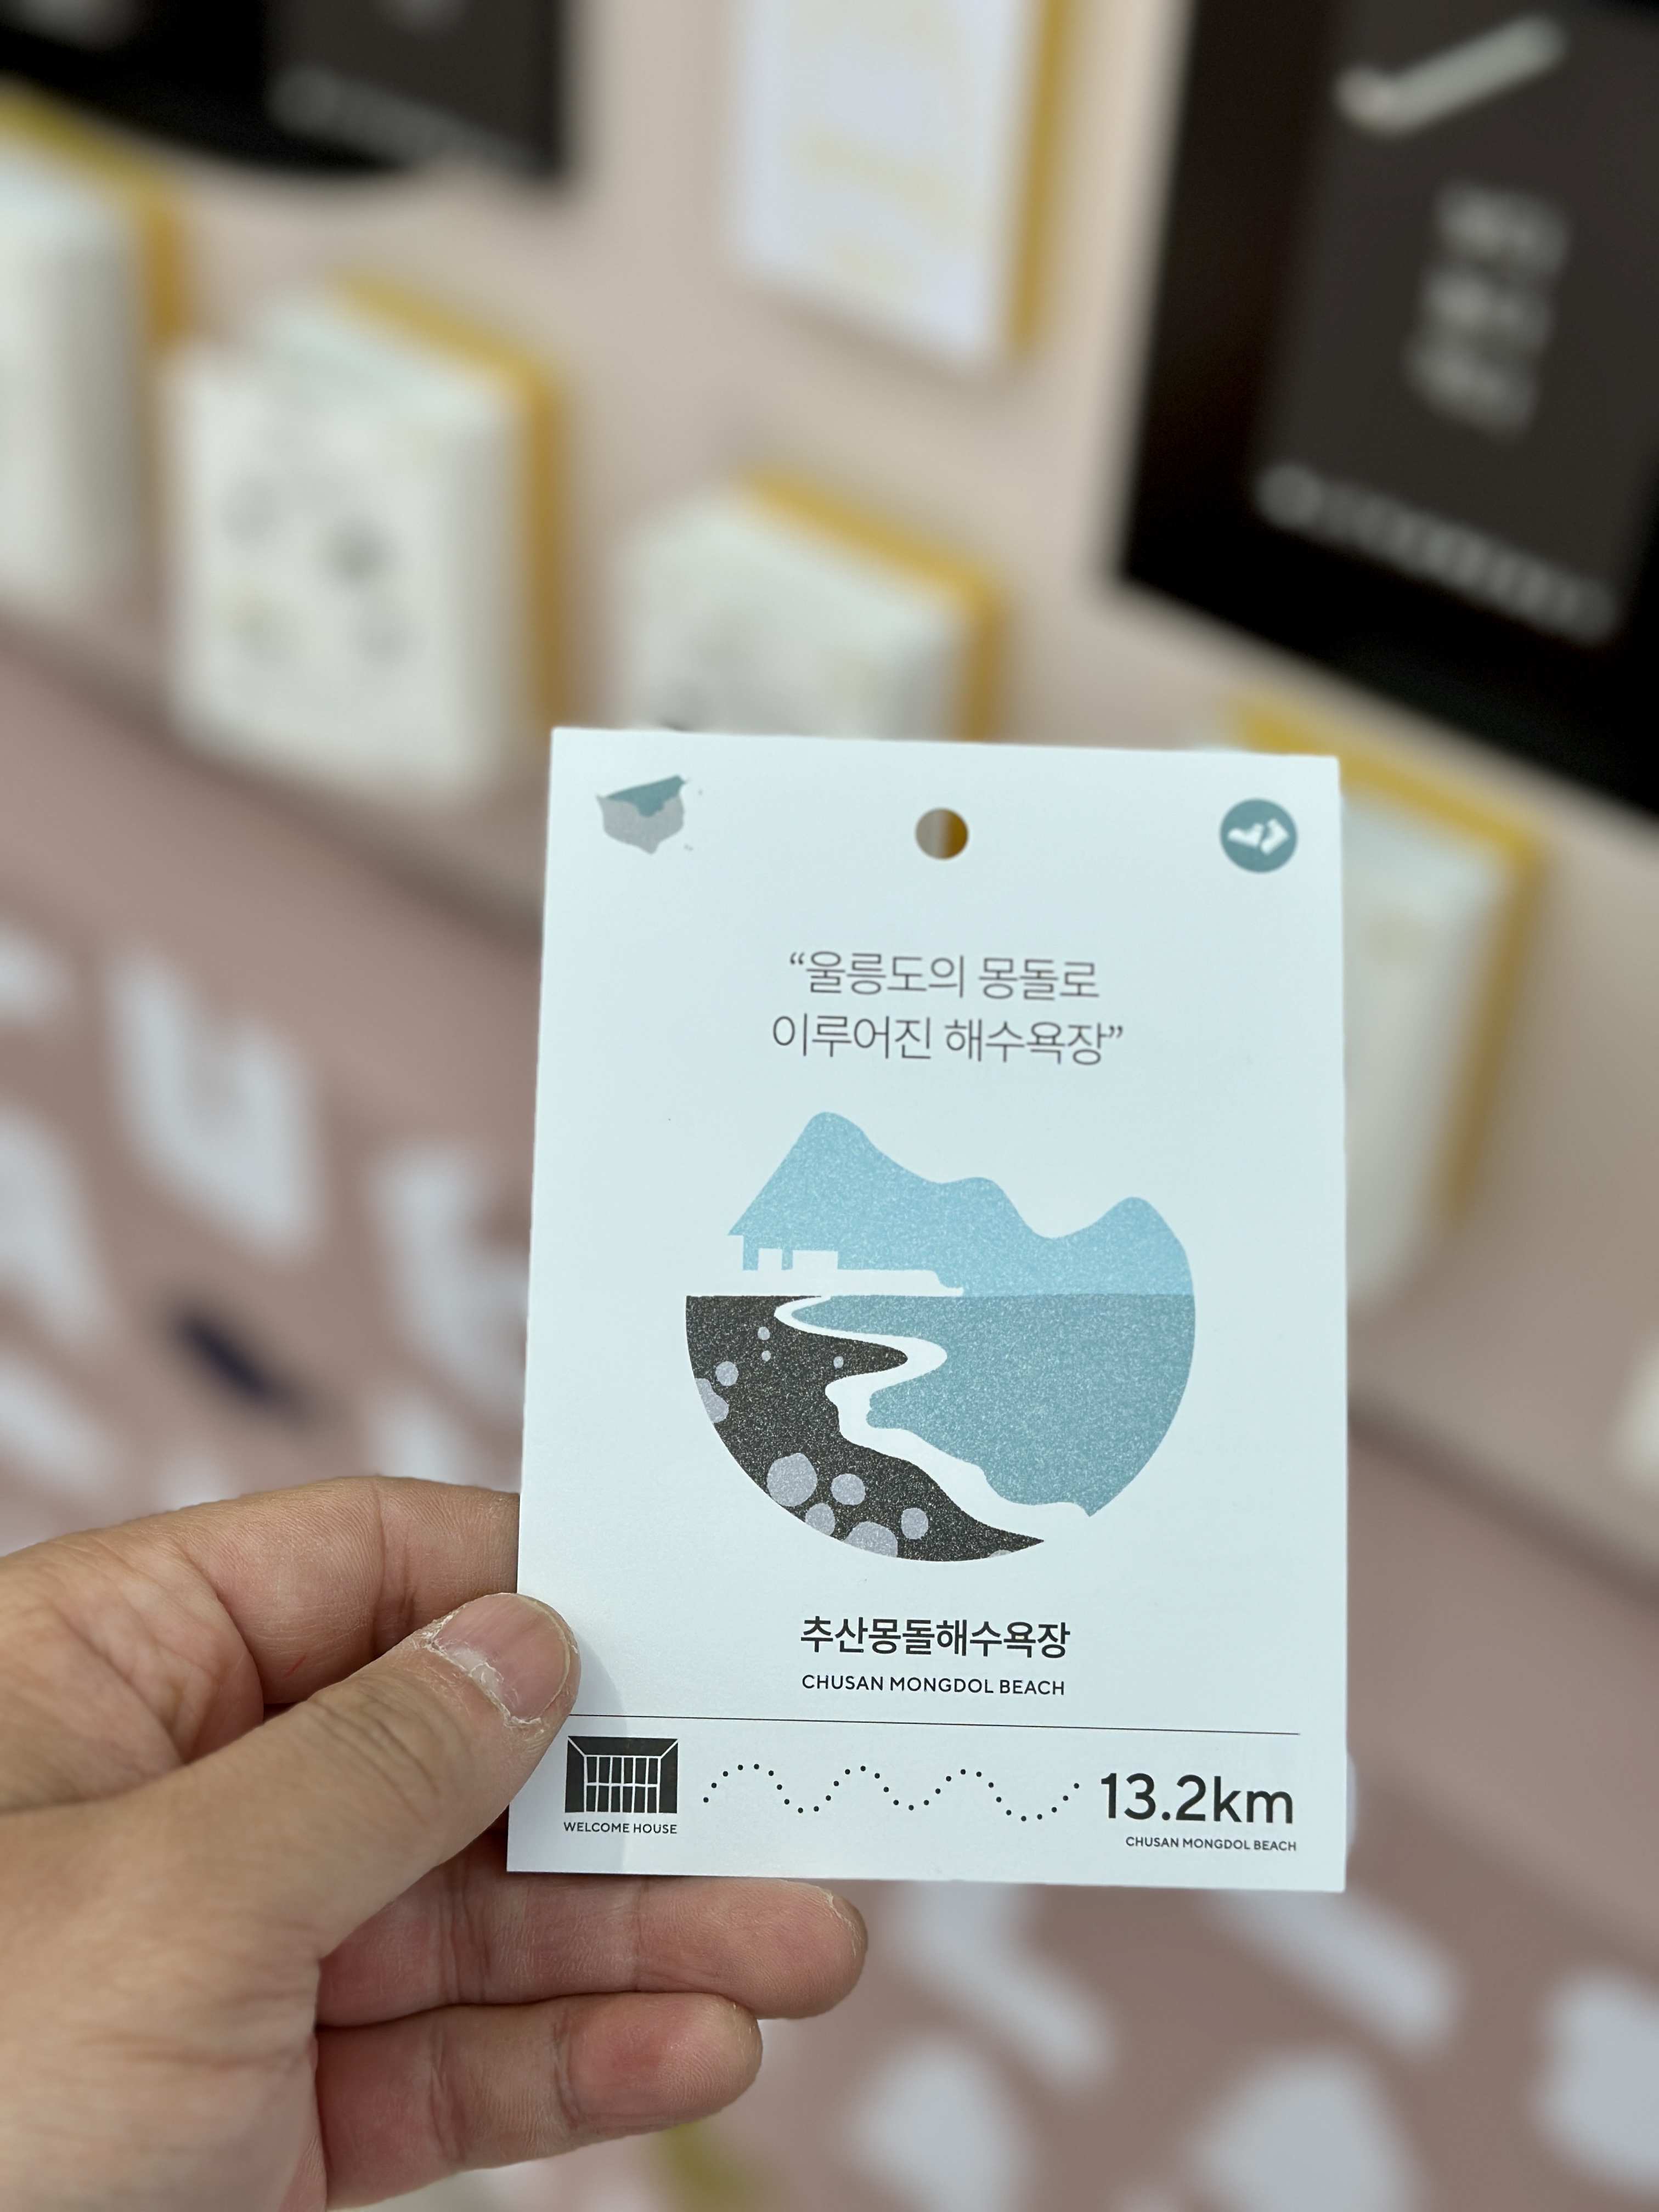 “울릉도의 몽돌로
이루어진 해수욕장”
추산몽돌해수욕장
CHUSAN MONGDOL BEACH
WELCOME HOUSE
13.2km
CHUSAN MONGDOL BEACH